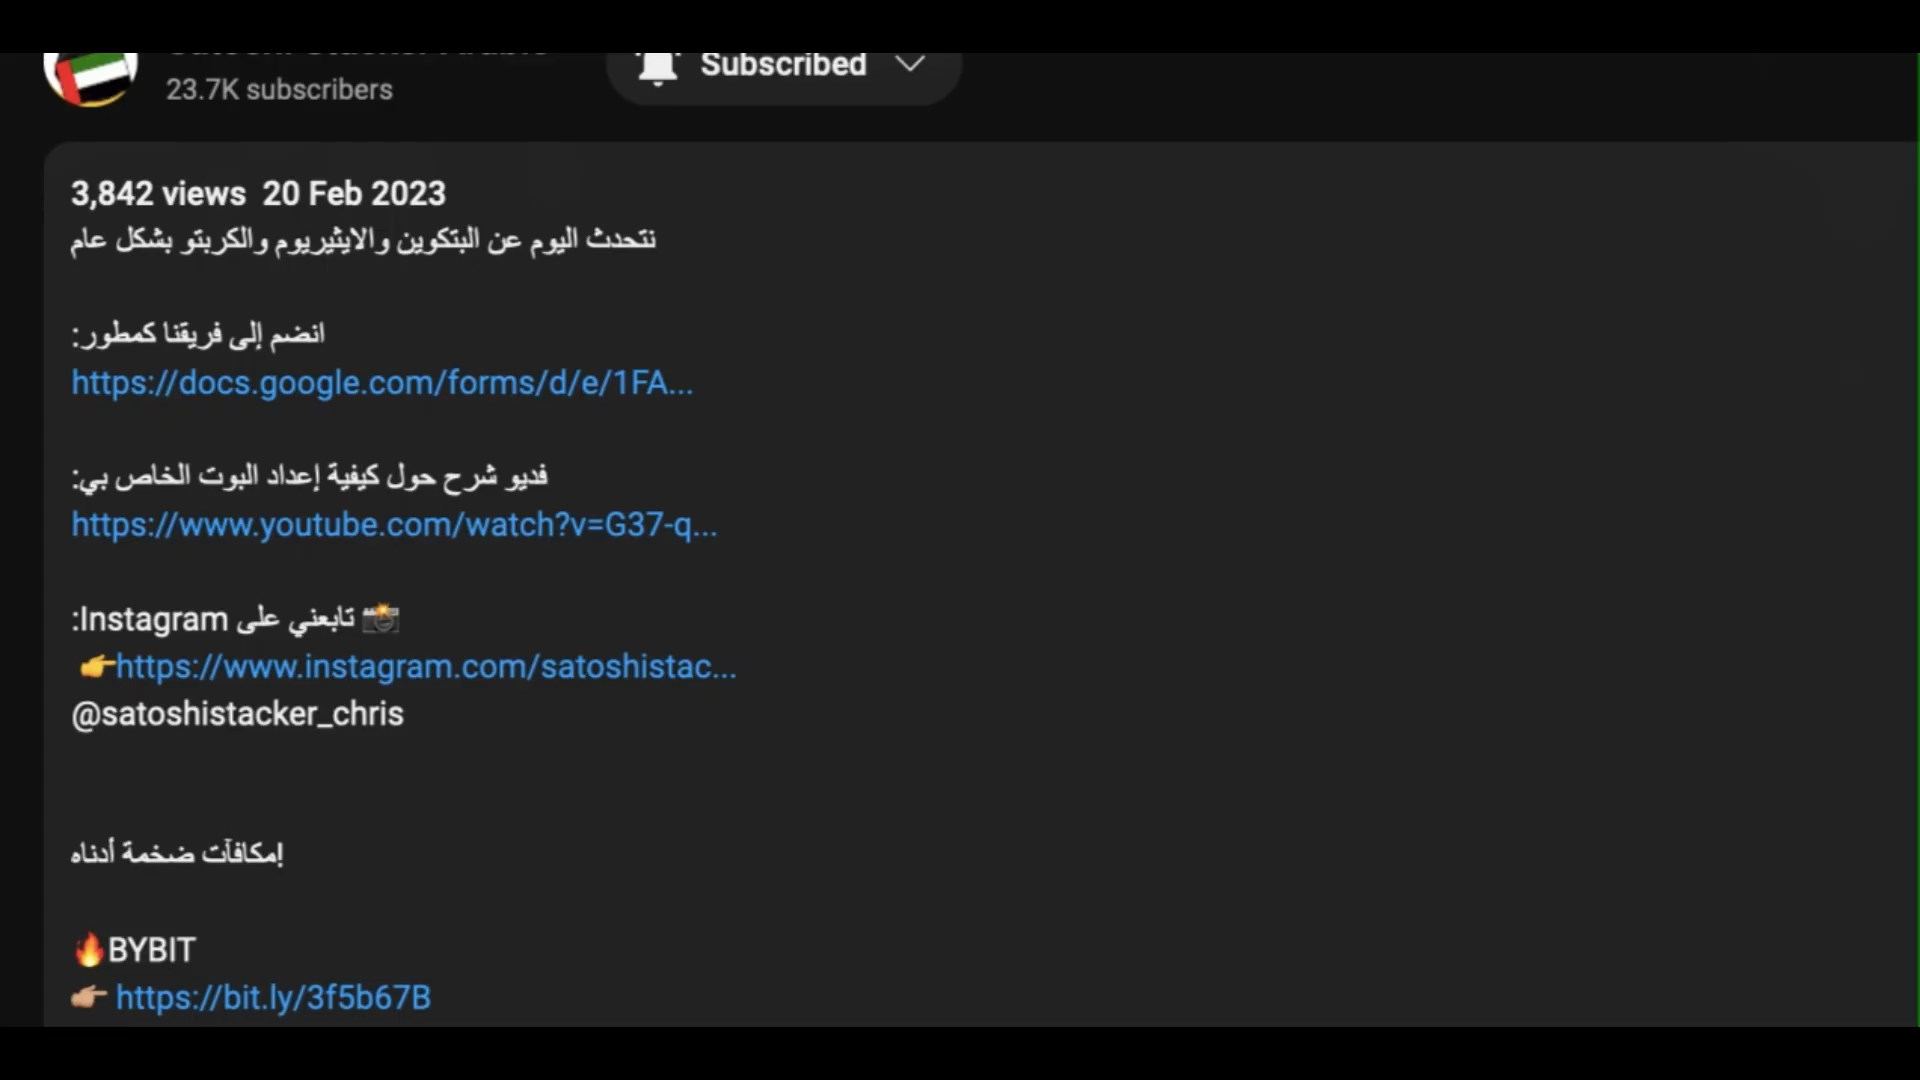 23.7K subscribers
Subscribed
3,842 views  20 Feb 2023
نتحدث اليوم عن البتكوين والايثيريوم والكربتو بشكل عام
انضم إلى فريقنا كمطور:
https://docs.google.com/forms/d/e/1FA...
فديو شرح حول كيفية إعداد البوت الخاص بي:
https://www.youtube.com/watch?v=G37-q...
📸 تابعني على Instagram:
👉https://www.instagram.com/satoshistac...
@satoshistacker_chris
مكافآت ضخمة أدناه!
🔥BYBIT
👉🏼 https://bit.ly/3f5b67B